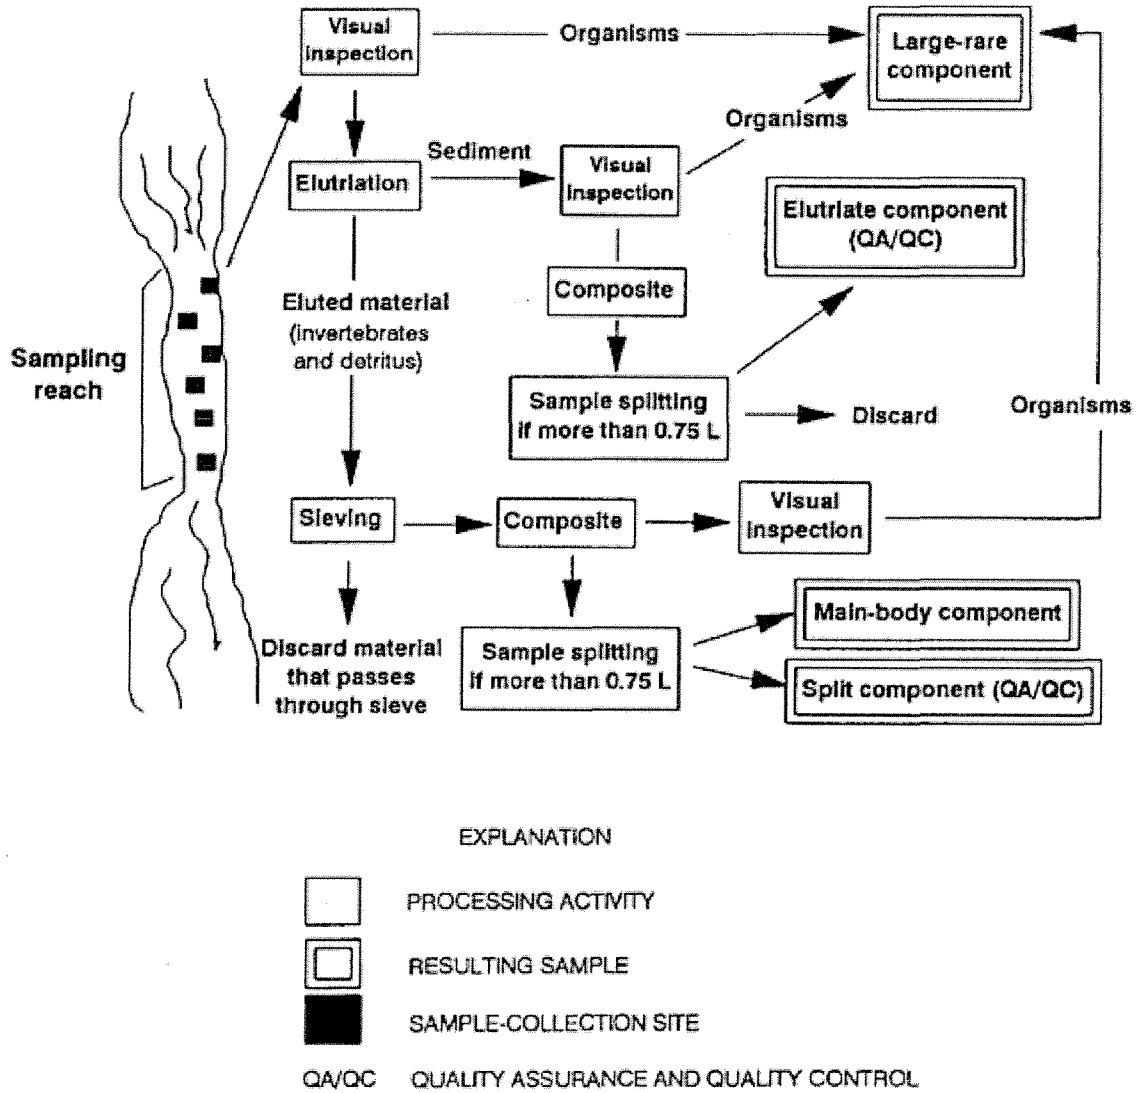 Visual
inspection
Organisms
Large-rare
component
Organisms
Sediment
Elutriation
Visual
inspection
Elutriate component
(QA/QC)
Composite
Eluted material
(invertebrates
and detritus)
Sampling
reach
Sample splitting
if more than 0.75 L
Discard
Organisms
Sieving
Composite
Visual
inspection
Discard material
that passes
through sieve
Sample splitting
if more than 0.75 L
Main-body component
Split component (QA/QC)
EXPLANATION
PROCESSING ACTIVITY
RESULTING SAMPLE
SAMPLE-COLLECTION SITE
QA/QC QUALITY ASSURANCE AND QUALITY CONTROL